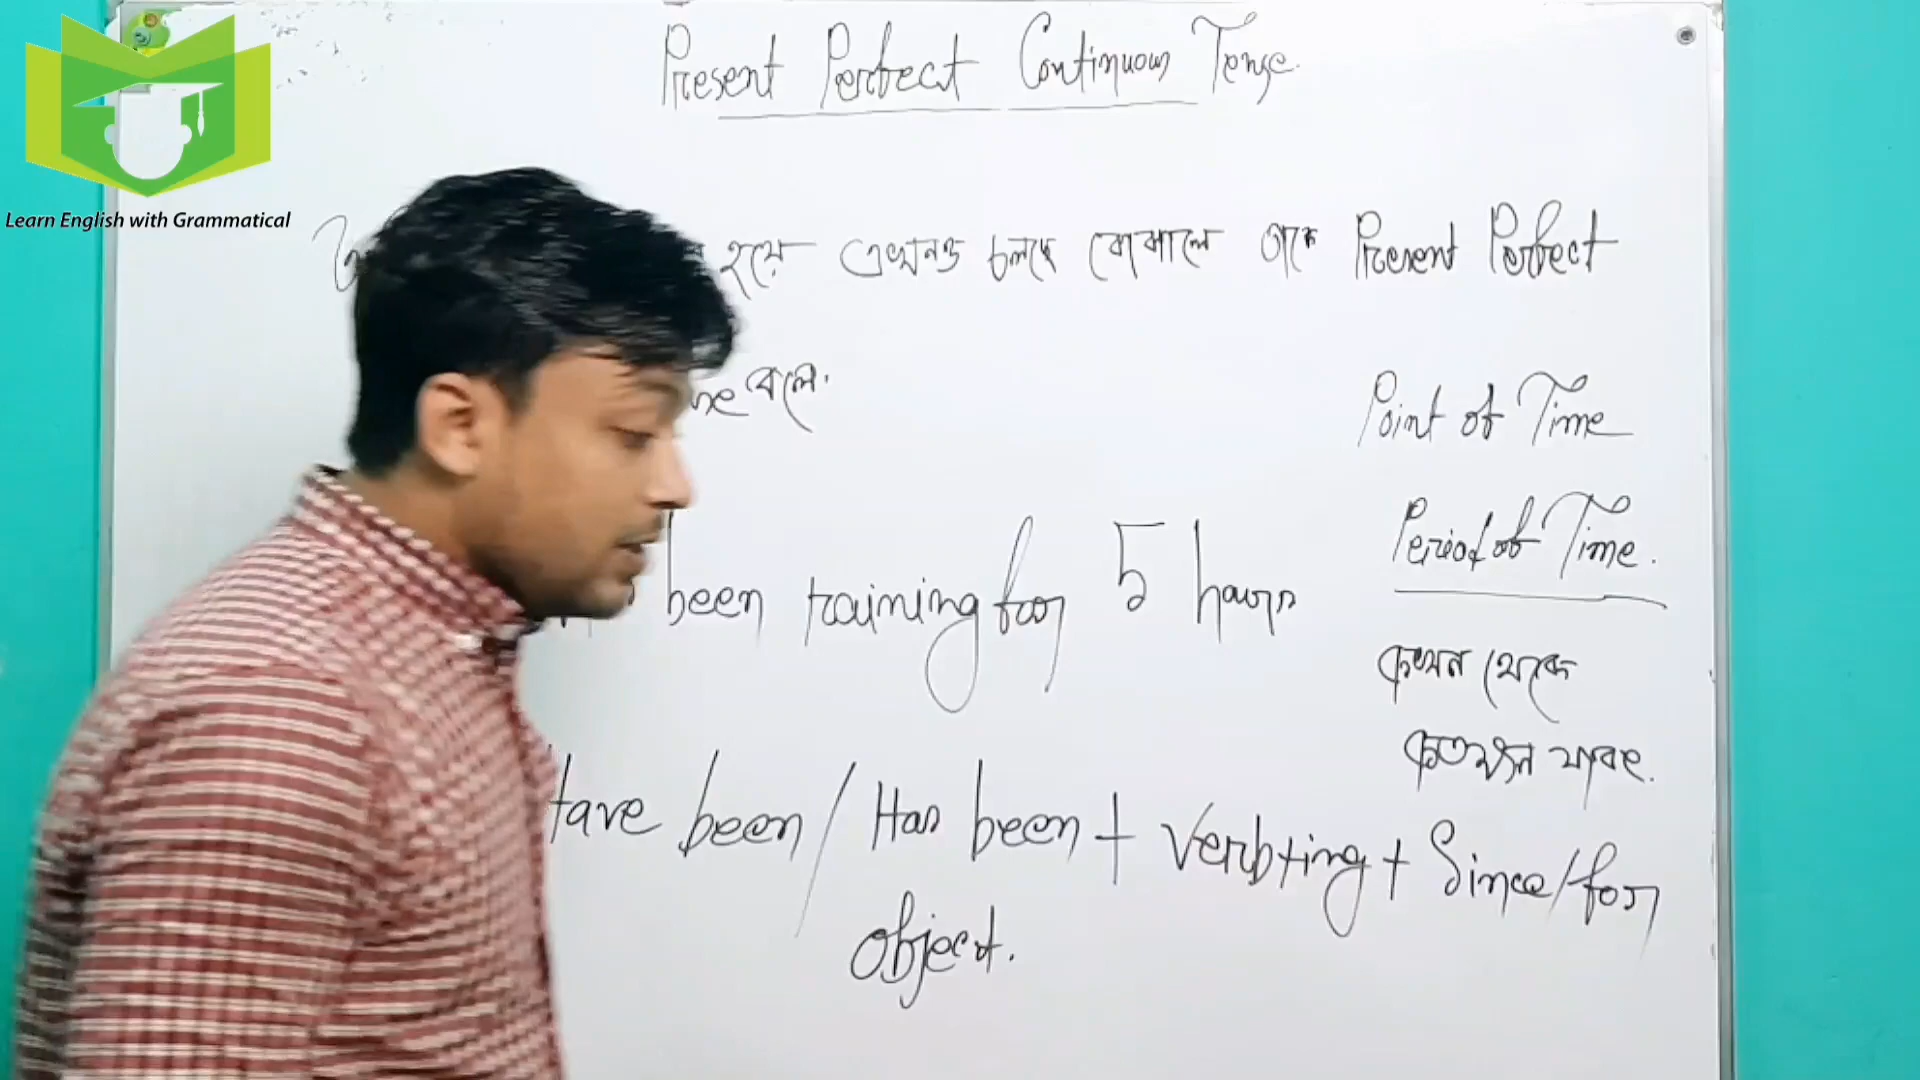 Present Perfect Continuous Tense.
Learn English with Grammatical
হয়ে এখনও চলছে বোঝালে তাকে Present Perfect
বলে.
Point of Time
Period of Time.
been training for 5 hours
কখন থেকে
কতক্ষন যাবৎ.
Have been / Has been + Verb+ing + Since/for
object.